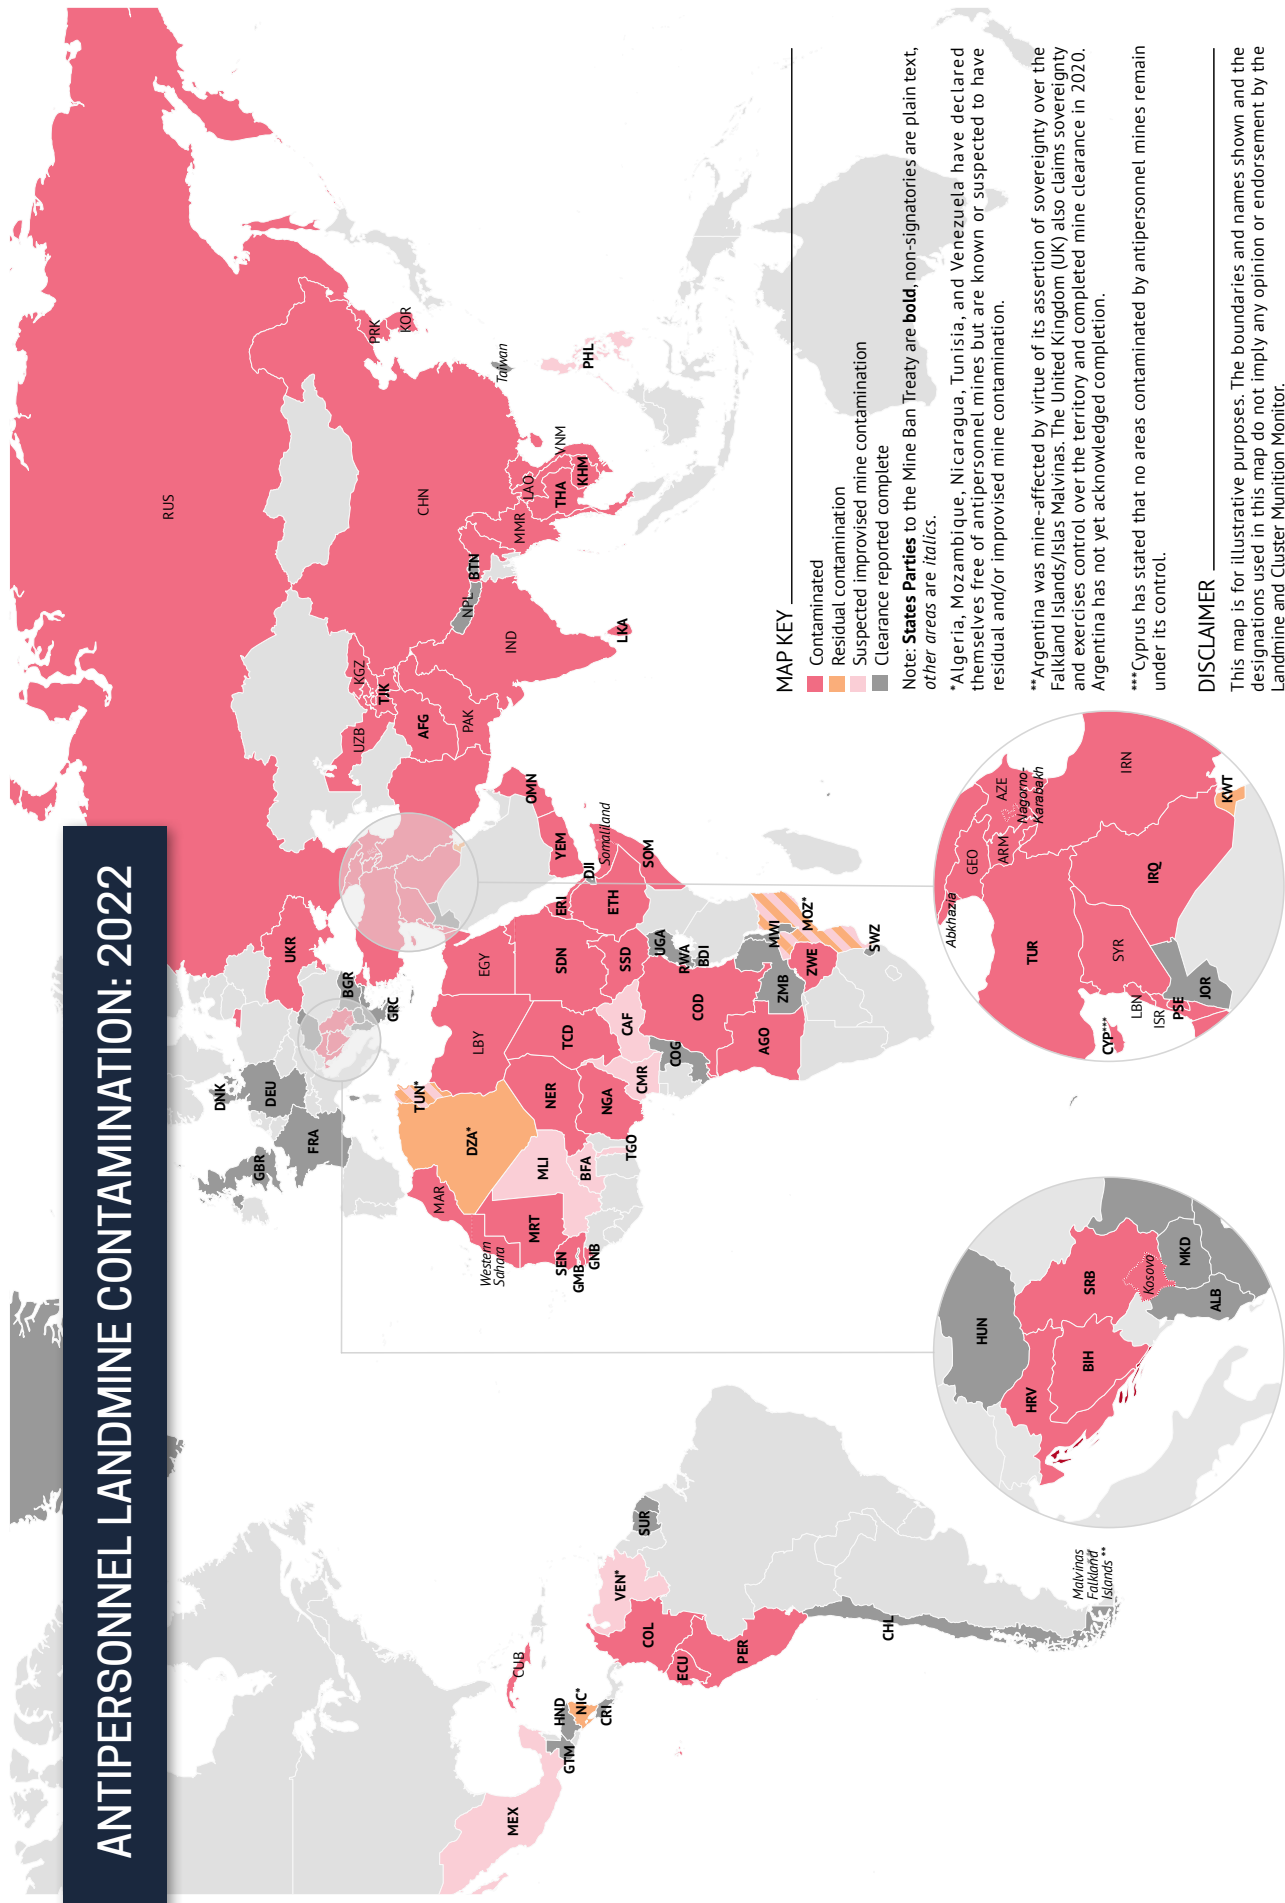 ANTIPERSONNEL LANDMINE CONTAMINATION: 2022
RUS
DNK
GBR
DEU
FRA
UKR
BGR
GRC
UZB
KGZ
TJK
AFG
PAK
CHN
PRK
KOR
Taiwan
NPL
BTN
IND
LKA
MMR
LAO
THA
VNM
KHM
PHL
MAR
Western
Sahara
DZA*
TUN*
LBY
EGY
MRT
MLI
NER
TCD
SDN
ERI
YEM
OMN
SEN
GMB
GNB
BFA
TGO
NGA
CMR
CAF
SSD
ETH
DJI
Somaliland
SOM
COG
COD
UGA
RWA
BDI
AGO
ZMB
MWI
MOZ*
ZWE
SWZ
MEX
CUB
GTM
HND
NIC*
CRI
VEN*
SUR
COL
ECU
PER
CHL
Malvinas
Falkland
Islands **
HUN
HRV
BIH
SRB
Kosovo
MKD
ALB
Abkhazia
GEO
ARM
AZE
Nagorno-
Karabakh
TUR
CYP***
SYR
LBN
ISR
PSE
JOR
IRQ
IRN
KWT
MAP KEY
Contaminated
Residual contamination
Suspected improvised mine contamination
Clearance reported complete
Note: States Parties to the Mine Ban Treaty are bold, non-signatories are plain text,
other areas are italics.
*Algeria, Mozambique, Nicaragua, Tunisia, and Venezuela have declared
themselves free of antipersonnel mines but are known or suspected to have
residual and/or improvised mine contamination.
**Argentina was mine-affected by virtue of its assertion of sovereignty over the
Falkland Islands/Islas Malvinas. The United Kingdom (UK) also claims sovereignty
and exercises control over the territory and completed mine clearance in 2020.
Argentina has not yet acknowledged completion.
***Cyprus has stated that no areas contaminated by antipersonnel mines remain
under its control.
DISCLAIMER
This map is for illustrative purposes. The boundaries and names shown and the
designations used in this map do not imply any opinion or endorsement by the
Landmine and Cluster Munition Monitor.